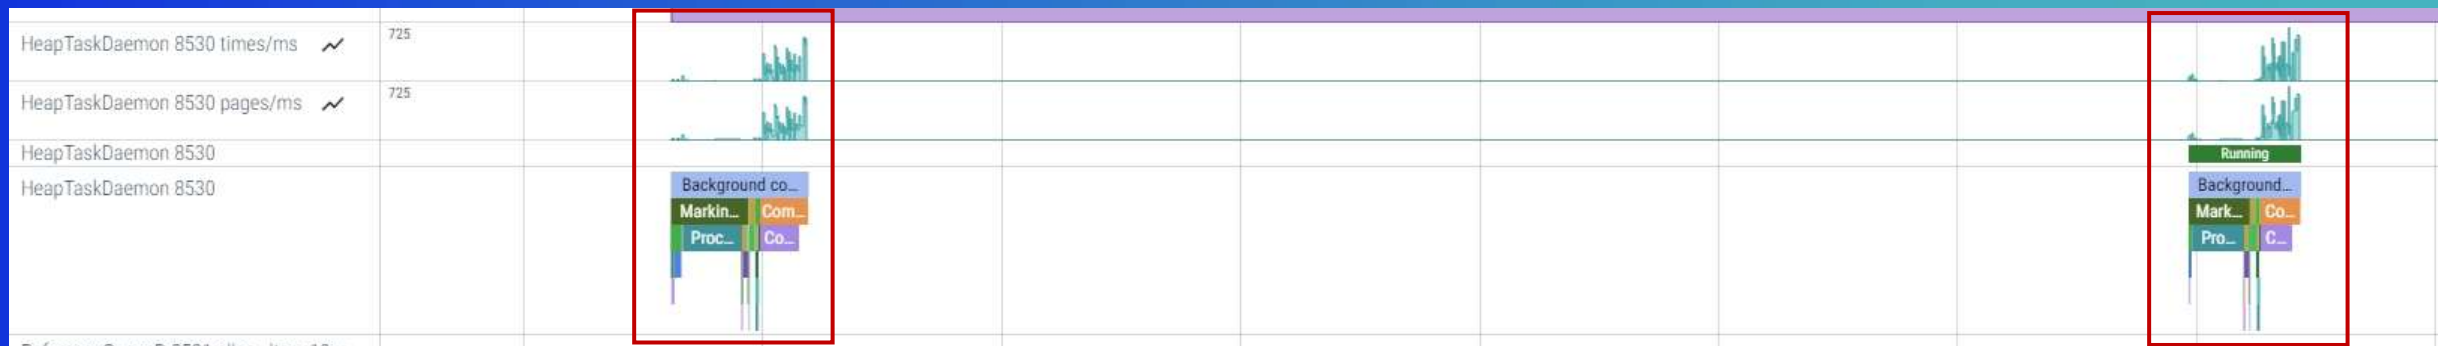 HeapTaskDaemon 8530 times/ms
725
HeapTaskDaemon 8530 pages/ms
725
HeapTaskDaemon 8530
Running
HeapTaskDaemon 8530
Background co...
Background...
Markin...
Com...
Mark...
Co...
Proc...
Co...
Pro...
C...